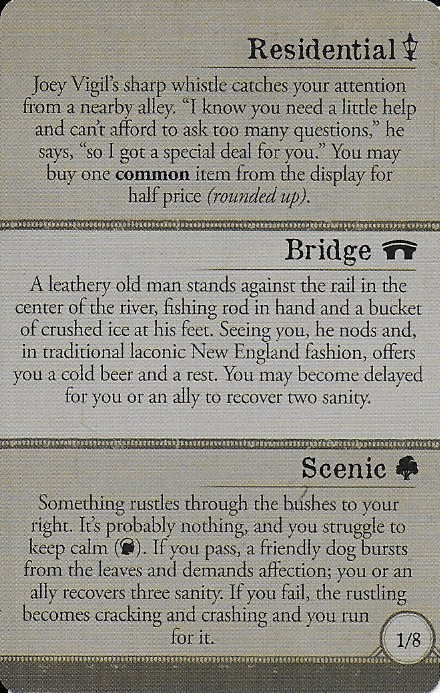 Residential
Joey Vigil's sharp whistle catches your attention
from a nearby alley. “I know you need a little help
and can't afford to ask too many questions,” he
says, “so I got a special deal for you.” You may
buy one common item from the display for
half price (rounded up).
Bridge
A leathery old man stands against the rail in the
center of the river, fishing rod in hand and a bucket
of crushed ice at his feet. Seeing you, he nods and,
in traditional laconic New England fashion, offers
you a cold beer and a rest. You may become delayed
for you or an ally to recover two sanity.
Scenic
Something rustles through the bushes to your
right. It's probably nothing, and you struggle to
keep calm (). If you pass, a friendly dog bursts
from the leaves and demands affection; you or an
ally recovers three sanity. If you fail, the rustling
becomes cracking and crashing and you run
for it.
1/8